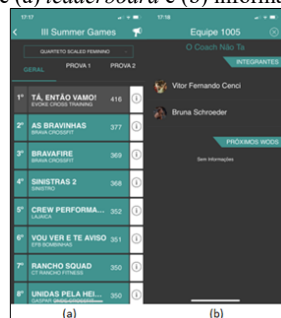 e (a) leaderboard e (b) inform
17:17
III Summer Games
QUARTETO SCALED FEMININO
GERAL PROVA 1 PROVA 2
1º TÁ, ENTÃO VAMO! 416
EVOKE CROSS TRAINING
2º AS BRAVINHAS 377
BRAVA CROSSFIT
3º BRAVAFIRE 369
BRAVA CROSSFIT
4º SINISTRAS 2 368
SINISTRO
5º CREW PERFORMA... 352
LAJNCA
6º VOU VER E TE AVISO 351
EFB BOMBINHAS
7º RANCHO SQUAD 350
CT RANCHO FITNESS
8º UNIDAS PELA HEI... 350
(a)
17:18
Equipe 1005
O Coach Não Ta
INTEGRANTES
Vitor Fernando Cenci
Bruna Schroeder
PRÓXIMOS WODS
Sem informações
(b)